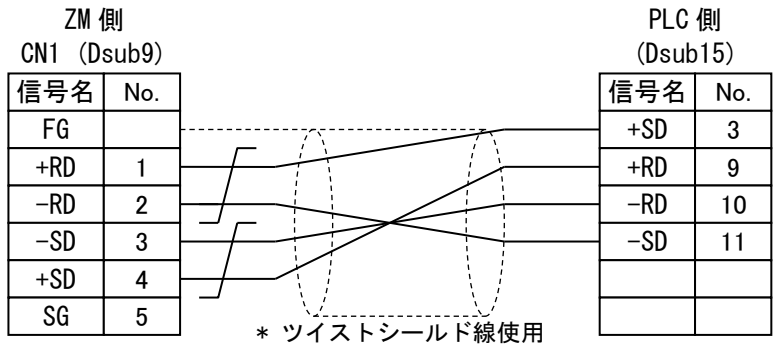 ZM 側
CN1 (Dsub9)
信号名 No.
FG
+RD 1
-RD 2
-SD 3
+SD 4
SG 5
PLC 側
(Dsub15)
信号名 No.
+SD 3
+RD 9
-RD 10
-SD 11
* ツイストシールド線使用